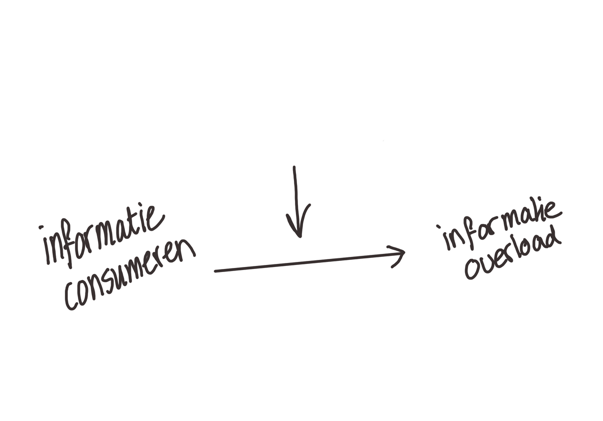 informatie
consumeren
informatie
overload